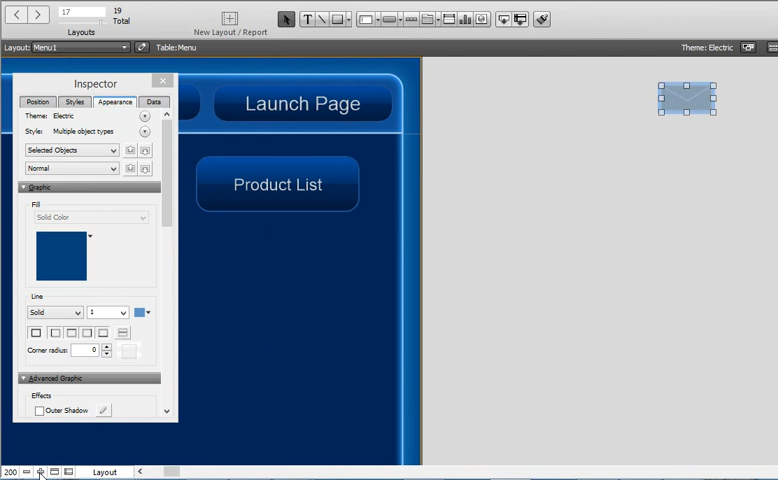 17
19
Total
Layouts
New Layout / Report
T
Layout: Menu1
Table:Menu
Theme: Electric
Inspector
Position
Styles
Appearance
Data
Theme: Electric
Style: Multiple object types
Selected Objects
Normal
Graphic
Fill
Solid Color
Line
Solid
1
Corner radius: 0
Advanced Graphic
Effects
Outer Shadow
Launch Page
Product List
200
Layout